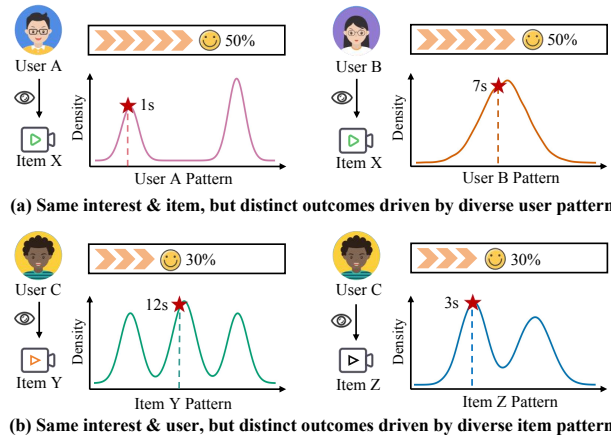 50%
User A
1s
Density
Item X
User A Pattern
50%
User B
7s
Density
Item X
User B Pattern
(a) Same interest & item, but distinct outcomes driven by diverse user pattern
30%
User C
12s
Density
Item Y
Item Y Pattern
30%
User C
3s
Density
Item Z
Item Z Pattern
(b) Same interest & user, but distinct outcomes driven by diverse item pattern